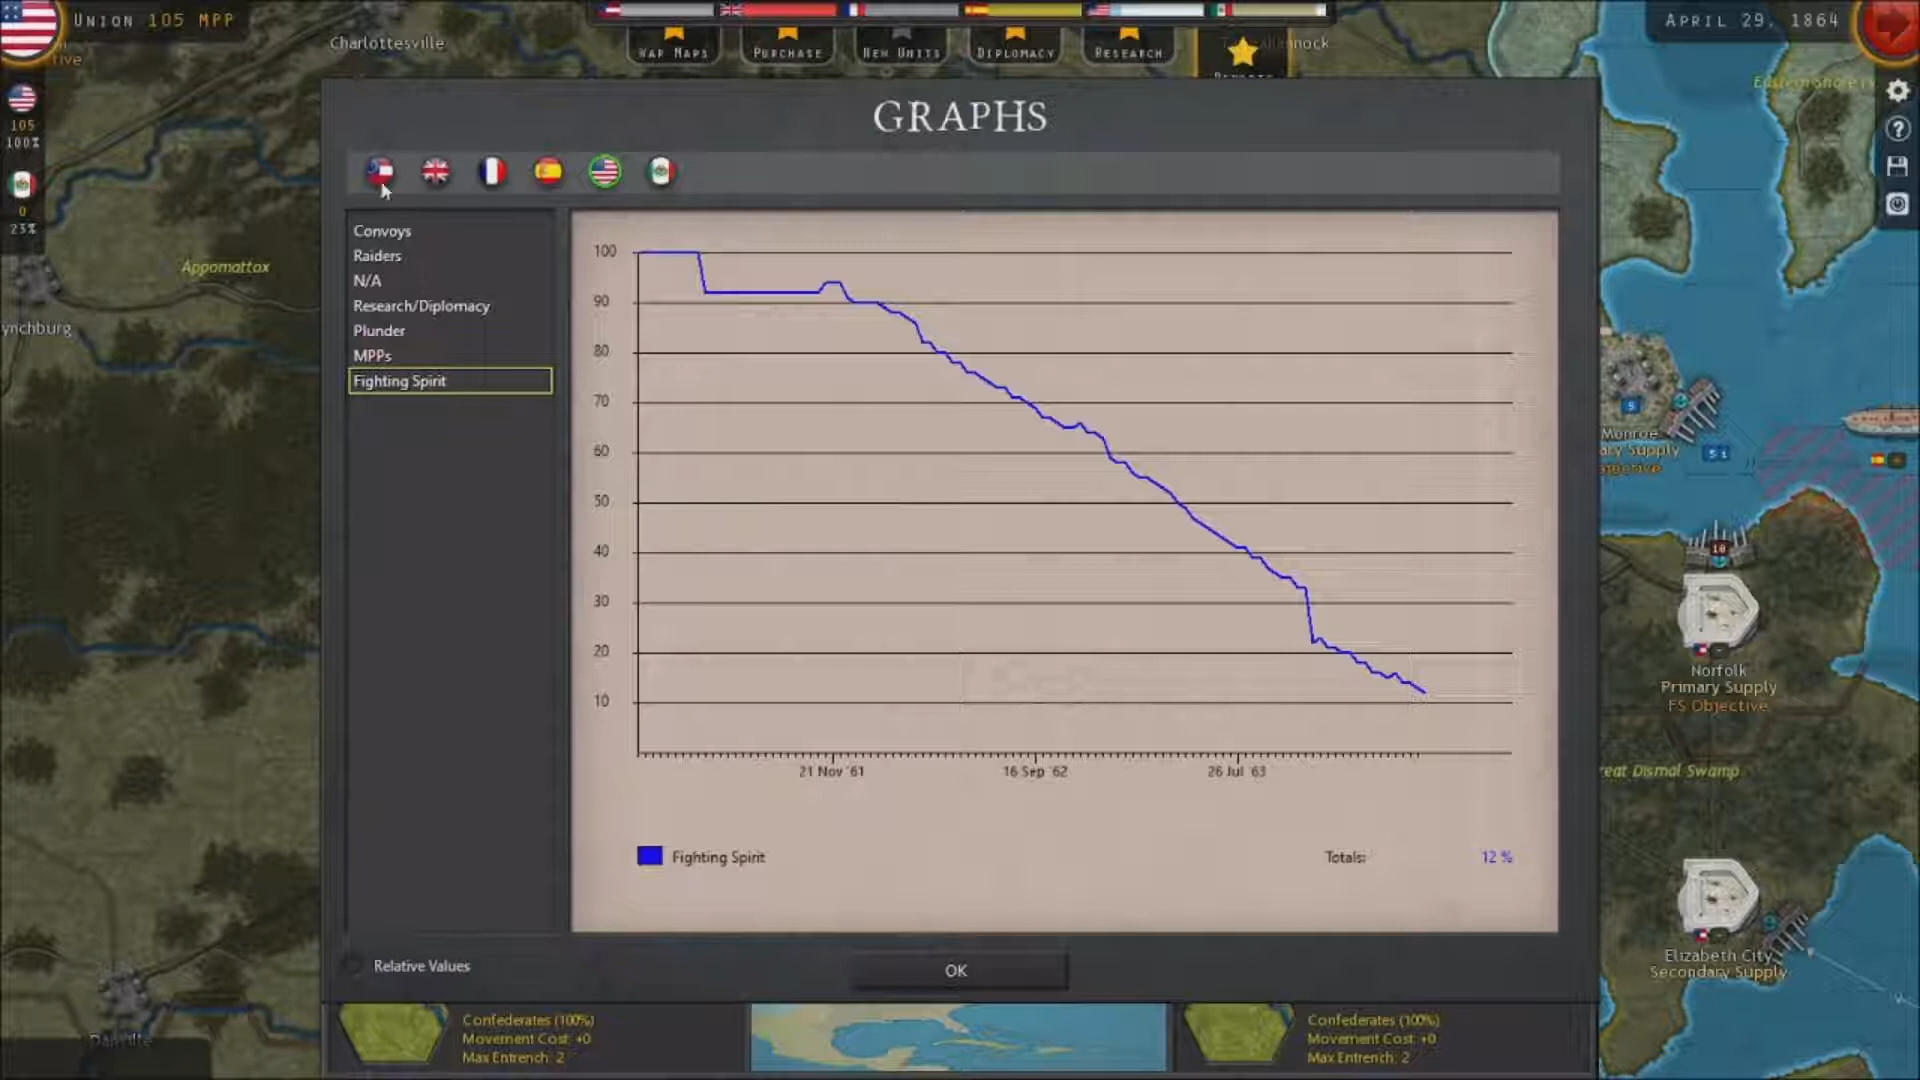 UNION 105 MPP
Charlottesville
WAR MAPS
PURCHASE
NEW UNITS
DIPLOMACY
RESEARCH
APRIL 29, 1864
105
100%
0
23%
Appomattox
GRAPHS
Convoys
Raiders
N/A
Research/Diplomacy
Plunder
MPPs
Fighting Spirit
100
90
80
70
60
50
40
30
20
10
21 Nov '61
16 Sep '62
26 Jul '63
Fighting Spirit
Totals:
12 %
Relative Values
OK
Confederates (100%)
Movement Cost: +0
Max Entrench: 2
Confederates (100%)
Movement Cost: +0
Max Entrench: 2
Monroe
5
10
Norfolk
Primary Supply
FS Objective
reat Dismal Swamp
Elizabeth City
Secondary Supply
Danville
ynchburg